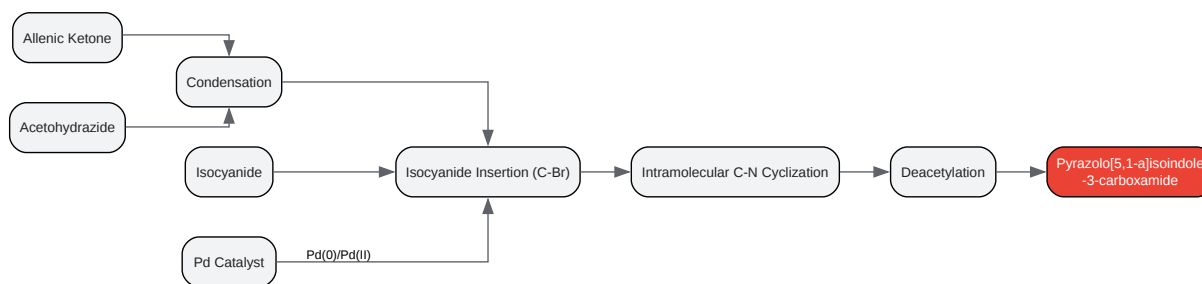 Allenic Ketone
Condensation
Acetohydrazide
Isocyanide
Isocyanide Insertion (C-Br)
Intramolecular C-N Cyclization
Deacetylation
Pyrazolo[5,1-a]isoindole
-3-carboxamide
Pd Catalyst
Pd(0)/Pd(II)